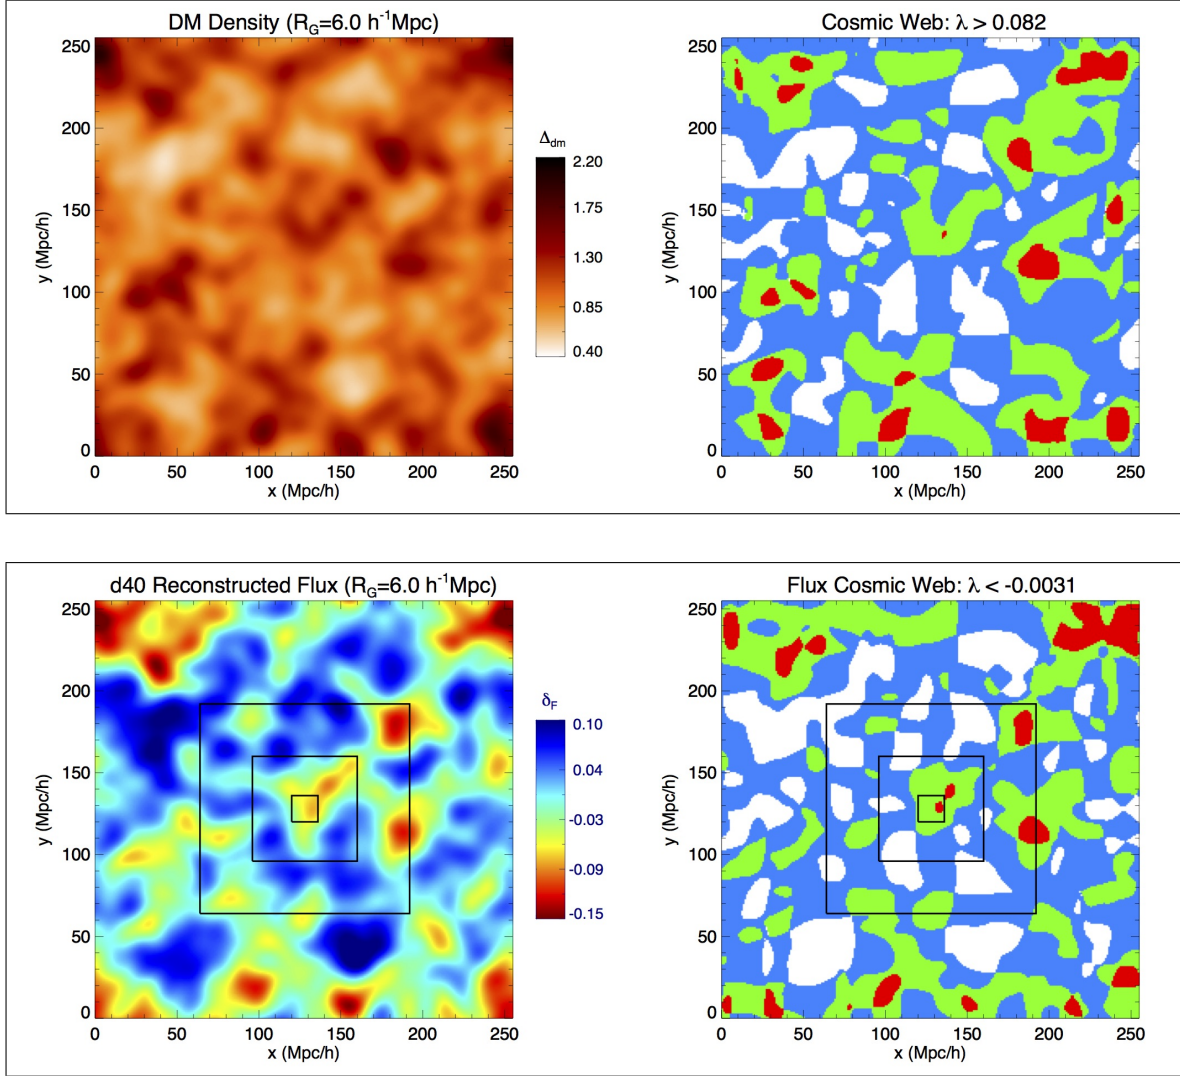 DM Density (R_G=6.0 h⁻¹Mpc)
Cosmic Web: λ > 0.082
250
200
150
100
50
0
y (Mpc/h)
0 50 100 150 200 250
x (Mpc/h)
Δ_dm
2.20
1.75
1.30
0.85
0.40
250
200
150
100
50
0
y (Mpc/h)
0 50 100 150 200 250
x (Mpc/h)
d40 Reconstructed Flux (R_G=6.0 h⁻¹Mpc)
Flux Cosmic Web: λ < -0.0031
250
200
150
100
50
0
y (Mpc/h)
0 50 100 150 200 250
x (Mpc/h)
δ_F
0.10
0.04
-0.03
-0.09
-0.15
250
200
150
100
50
0
y (Mpc/h)
0 50 100 150 200 250
x (Mpc/h)